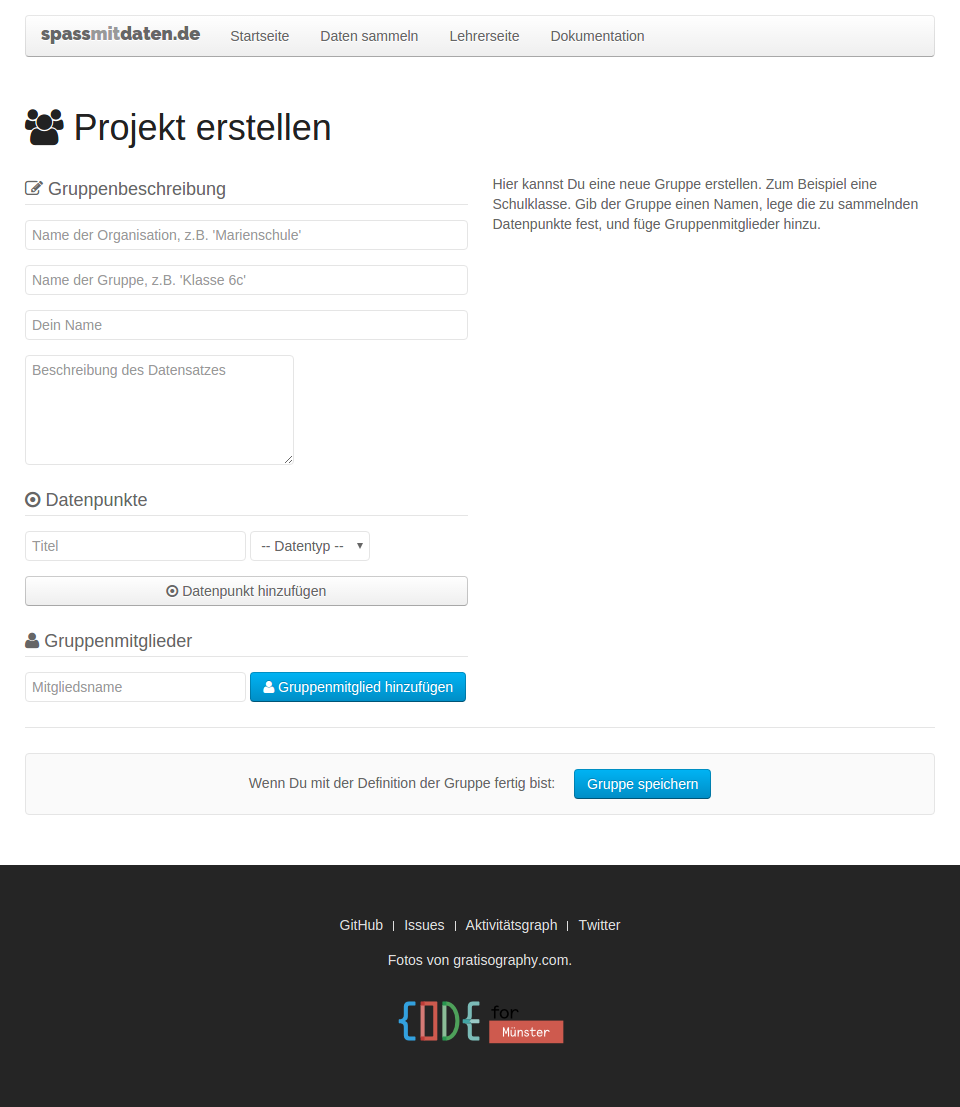 spassmitdaten.de Startseite Daten sammeln Lehrerseite Dokumentation
Projekt erstellen
Gruppenbeschreibung
Name der Organisation, z.B. 'Marienschule'
Name der Gruppe, z.B. 'Klasse 6c'
Dein Name
Beschreibung des Datensatzes
Datenpunkte
Titel -- Datentyp --
Datenpunkt hinzufügen
Gruppenmitglieder
Mitgliedsname Gruppenmitglied hinzufügen
Hier kannst Du eine neue Gruppe erstellen. Zum Beispiel eine
Schulklasse. Gib der Gruppe einen Namen, lege die zu sammelnden
Datenpunkte fest, und füge Gruppenmitglieder hinzu.
Wenn Du mit der Definition der Gruppe fertig bist: Gruppe speichern
GitHub Issues Aktivitätsgraph Twitter
Fotos von gratisography.com.
CODE for
Münster